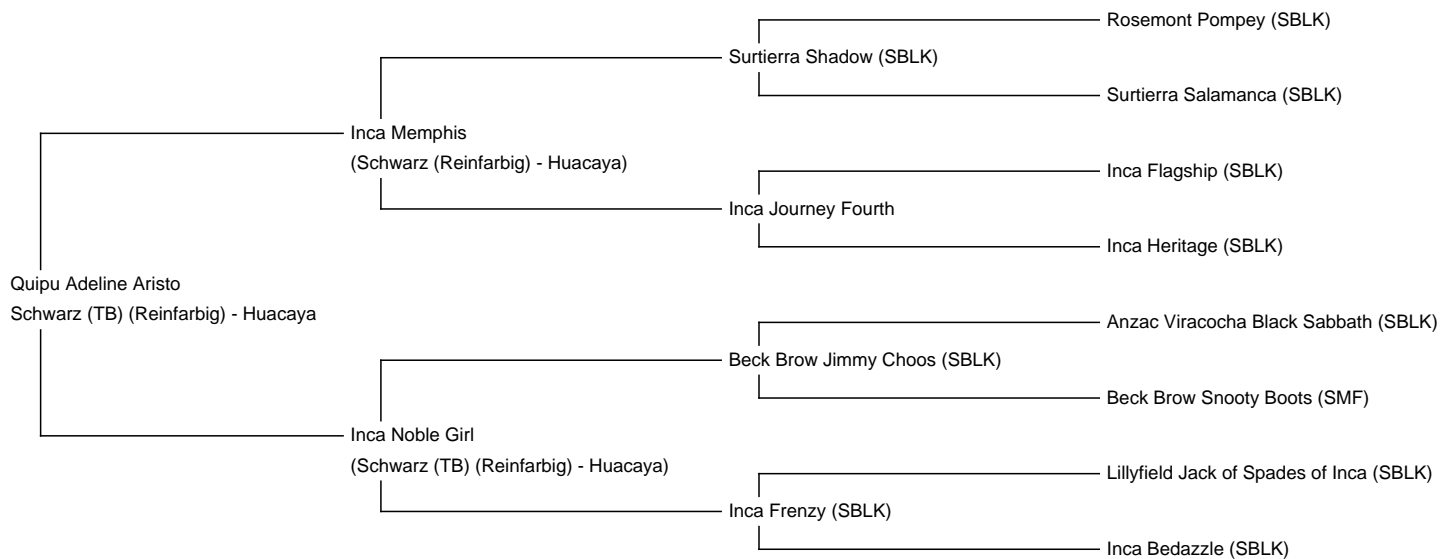 Rosemont Pompey (SBLK)
Surtierra Shadow (SBLK)
Surtierra Salamanca (SBLK)
Inca Memphis
(Schwarz (Reinfarbig) - Huacaya)
Inca Flagship (SBLK)
Inca Journey Fourth
Inca Heritage (SBLK)
Quipu Adeline Aristo
Schwarz (TB) (Reinfarbig) - Huacaya
Anzac Viracocha Black Sabbath (SBLK)
Beck Brow Jimmy Choos (SBLK)
Beck Brow Snooty Boots (SMF)
Inca Noble Girl
(Schwarz (TB) (Reinfarbig) - Huacaya)
Lillyfield Jack of Spades of Inca (SBLK)
Inca Frenzy (SBLK)
Inca Bedazzle (SBLK)